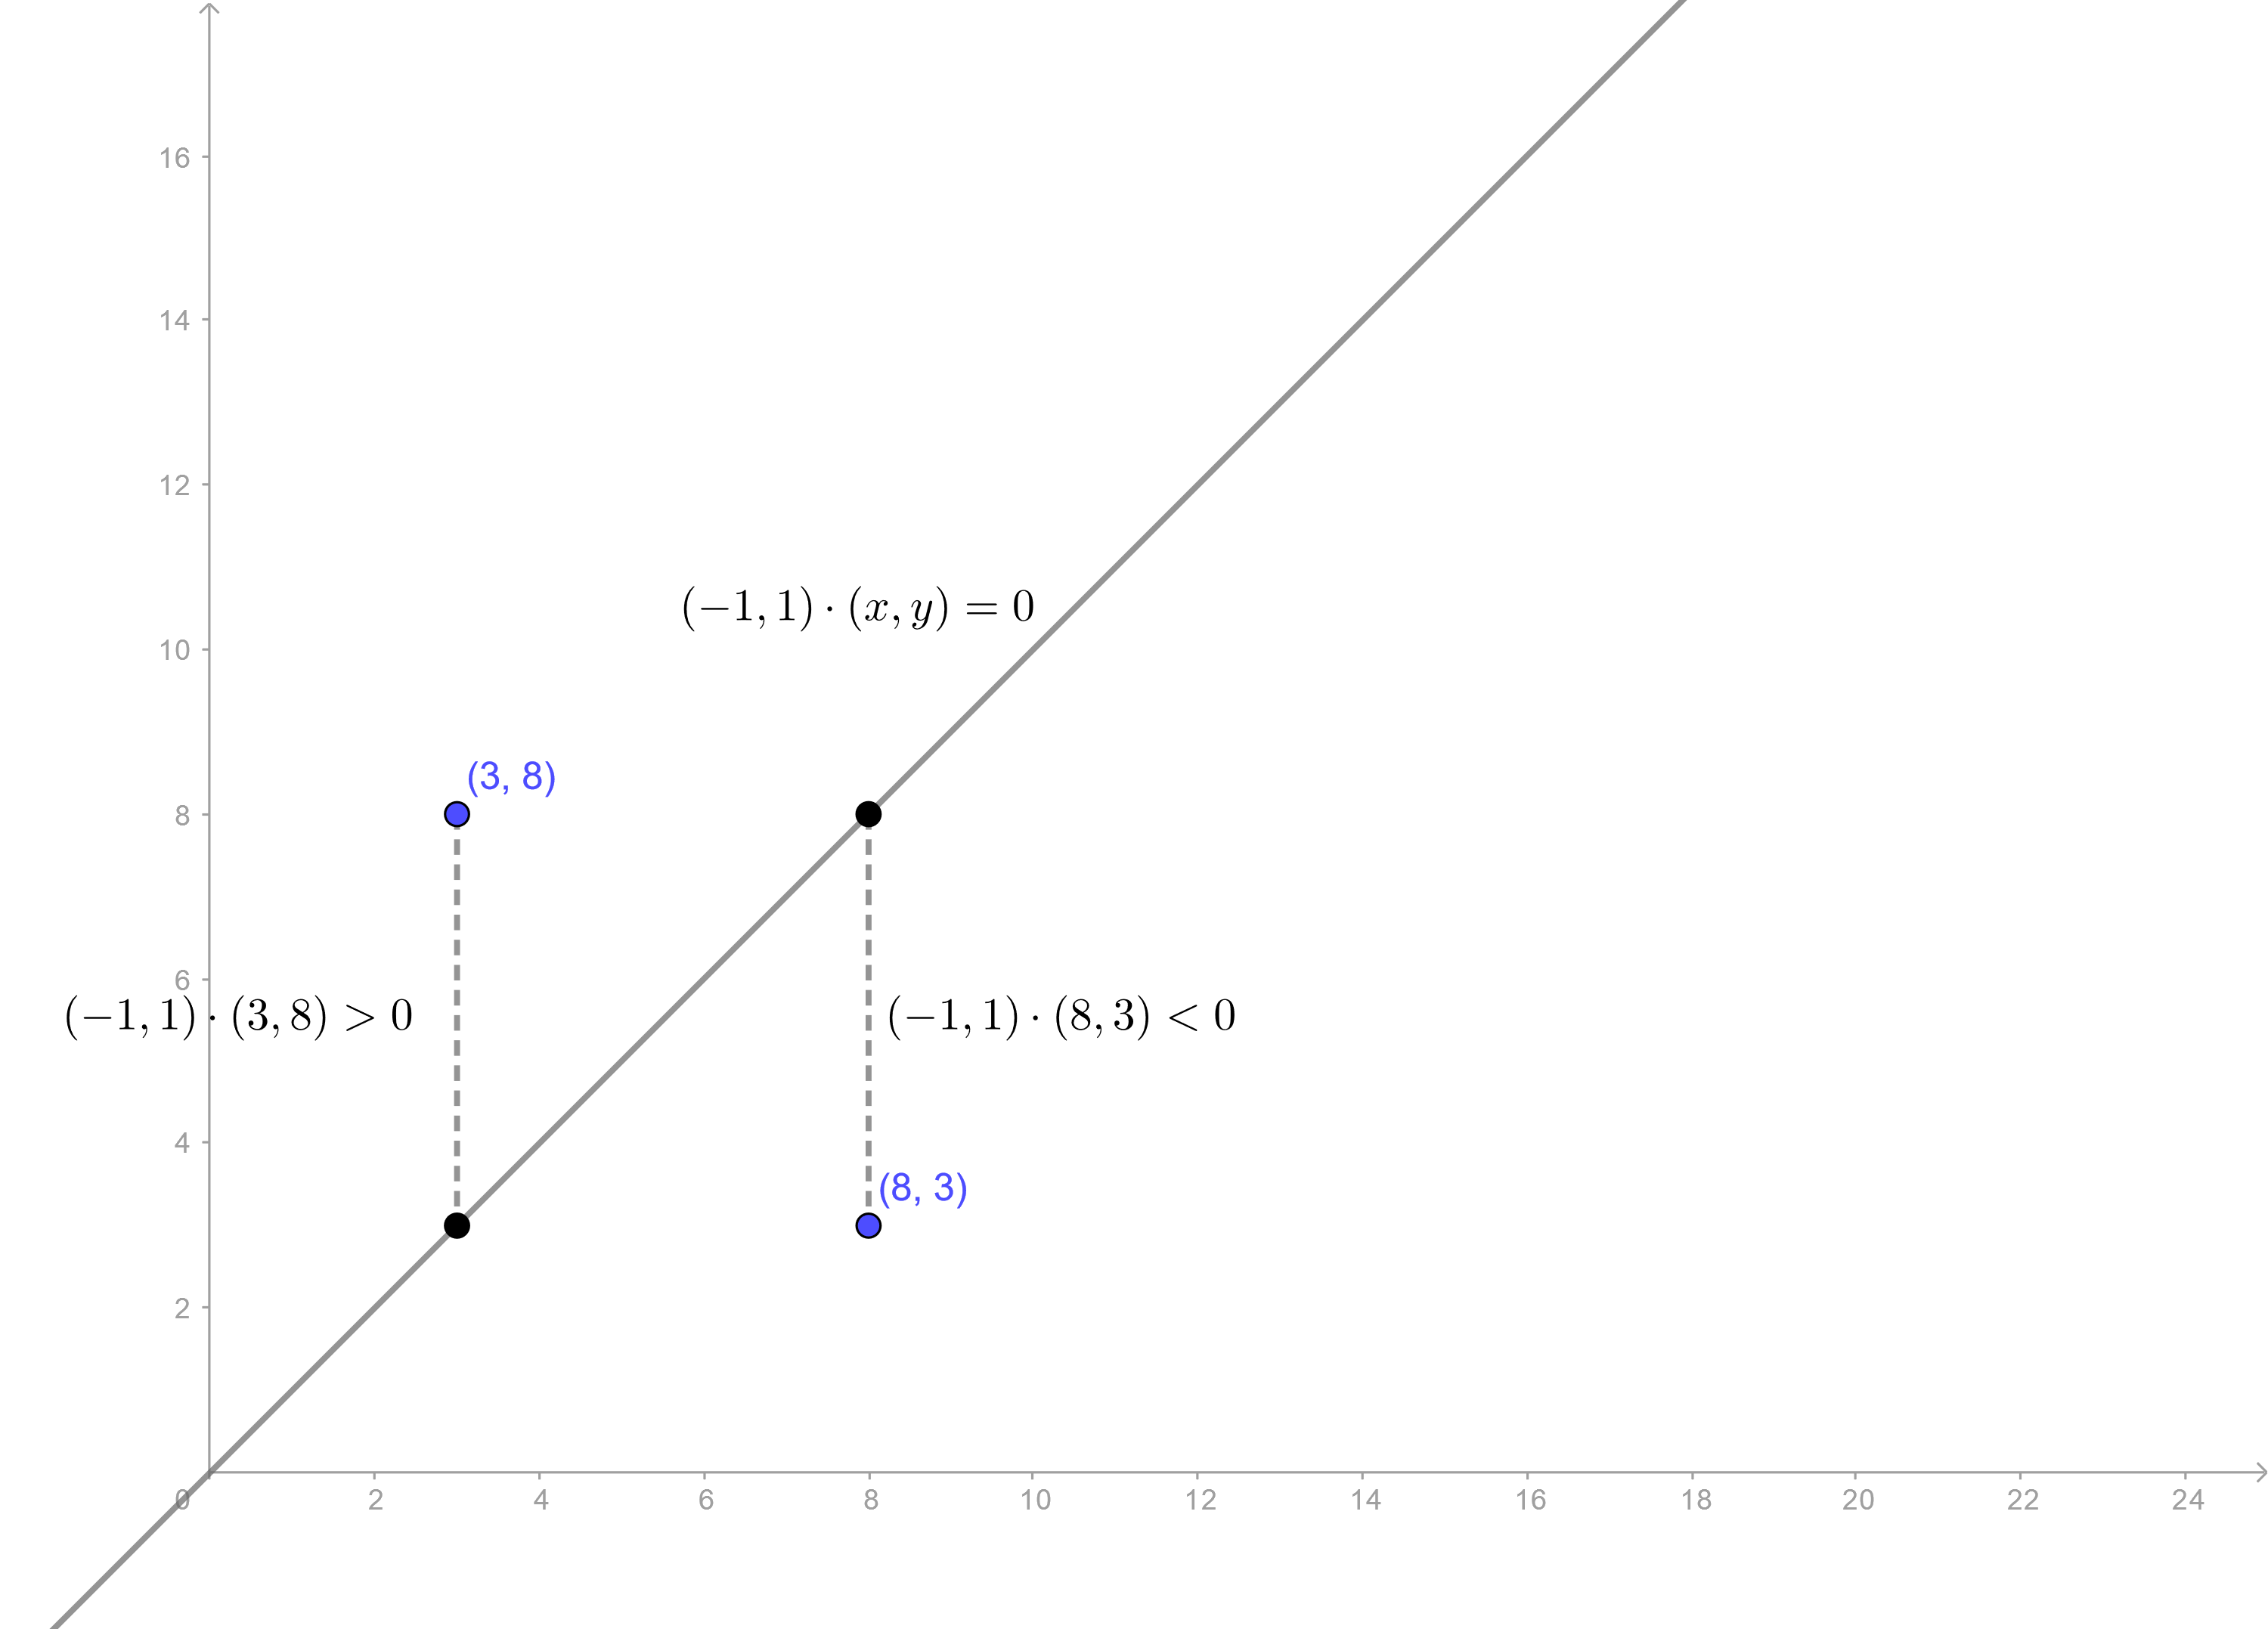 16
14
12
(−1, 1) · (x, y) = 0
10
(3, 8)
8
6
(−1, 1) · (3, 8) > 0
(−1, 1) · (8, 3) < 0
4
(8, 3)
2
0 2 4 6 8 10 12 14 16 18 20 22 24